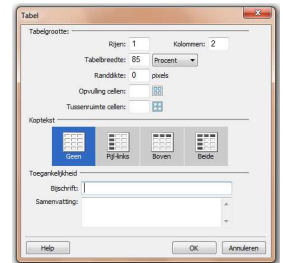 Tabel
Tabelgrootte:
Rijen: 1 Kolommen: 2
Tabelbreedte: 85 Procent
Randdikte: 0 pixels
Opvulling cellen:
Tussenruimte cellen:
Koptekst
Geen Pijl-links Boven Beide
Toegankelijkheid
Bijschrift:
Samenvatting:
Help OK Annuleren